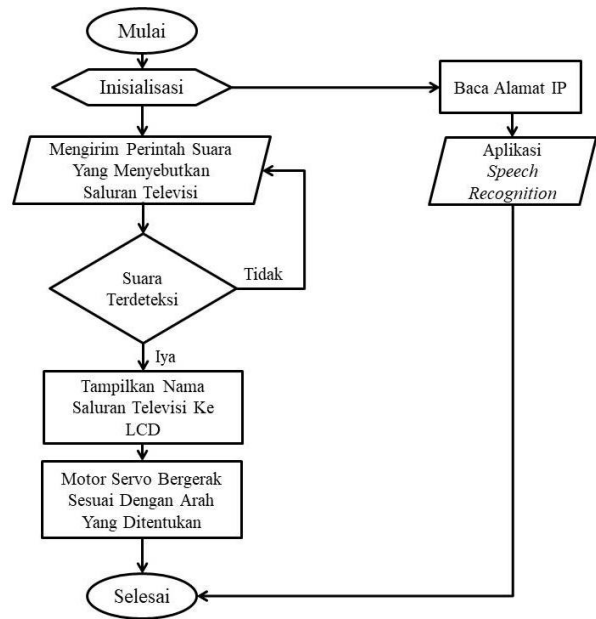 Mulai
Inisialisasi
Baca Alamat IP
Mengirim Perintah Suara
Yang Menyebutkan
Saluran Televisi
Aplikasi
Speech
Recognition
Suara
Terdeteksi
Tidak
Iya
Tampilkan Nama
Saluran Televisi Ke
LCD
Motor Servo Bergerak
Sesuai Dengan Arah
Yang Ditentukan
Selesai